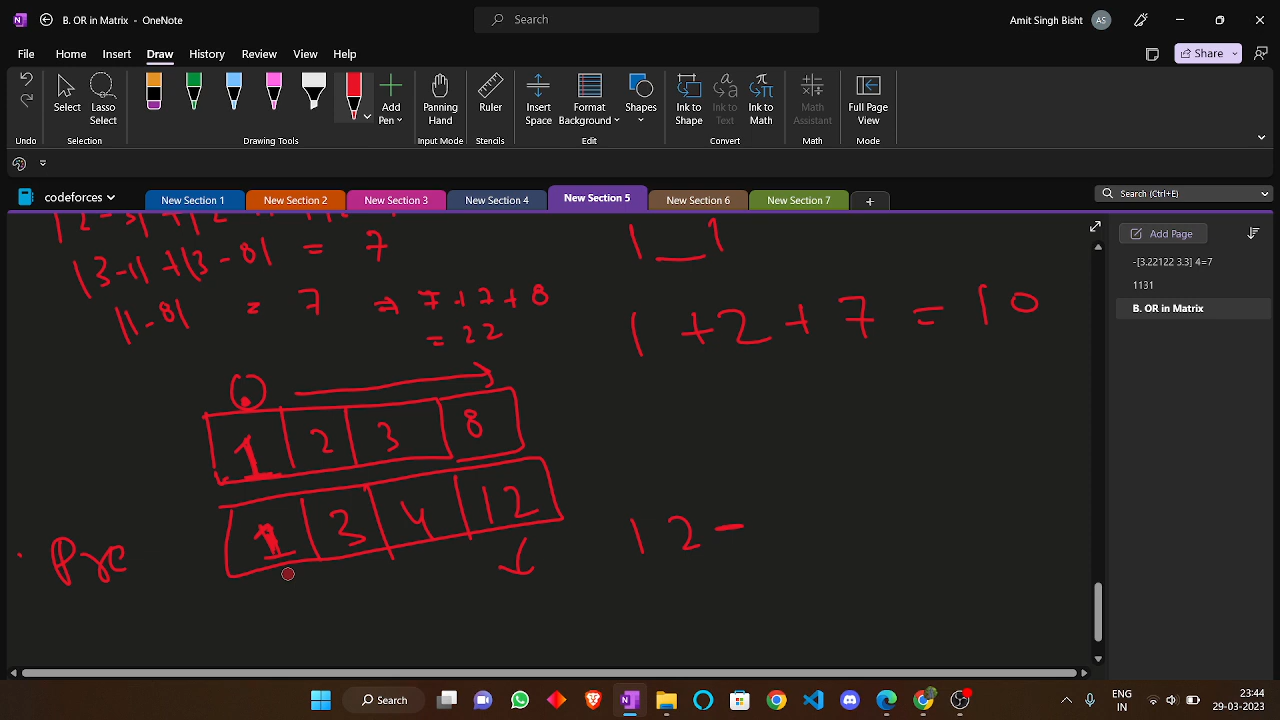 B. OR in Matrix - OneNote
Search
Amit Singh Bisht
AS
File Home Insert Draw History Review View Help
Share
Select
Lasso Select
Add Pen
Panning Hand
Ruler
Insert Space
Format Background
Shapes
Ink to Shape
Ink to Text
Ink to Math
Math Assistant
Full Page View
Undo
Selection
Drawing Tools
Input Mode
Stencils
Edit
Convert
Math
Mode
codeforces
New Section 1
New Section 2
New Section 3
New Section 4
New Section 5
New Section 6
New Section 7
Search (Ctrl+E)
Add Page
-[3.22122 3.3] 4=7
1131
B. OR in Matrix
|3-1| + |3-8| = 7
|1-8| = 7 => 7+7+8
= 22
1 + 2 + 7 = 10
1 2 3 8
1 3 4 12
Pre
12 -
Search
ENG
IN
23:44
29-03-2023